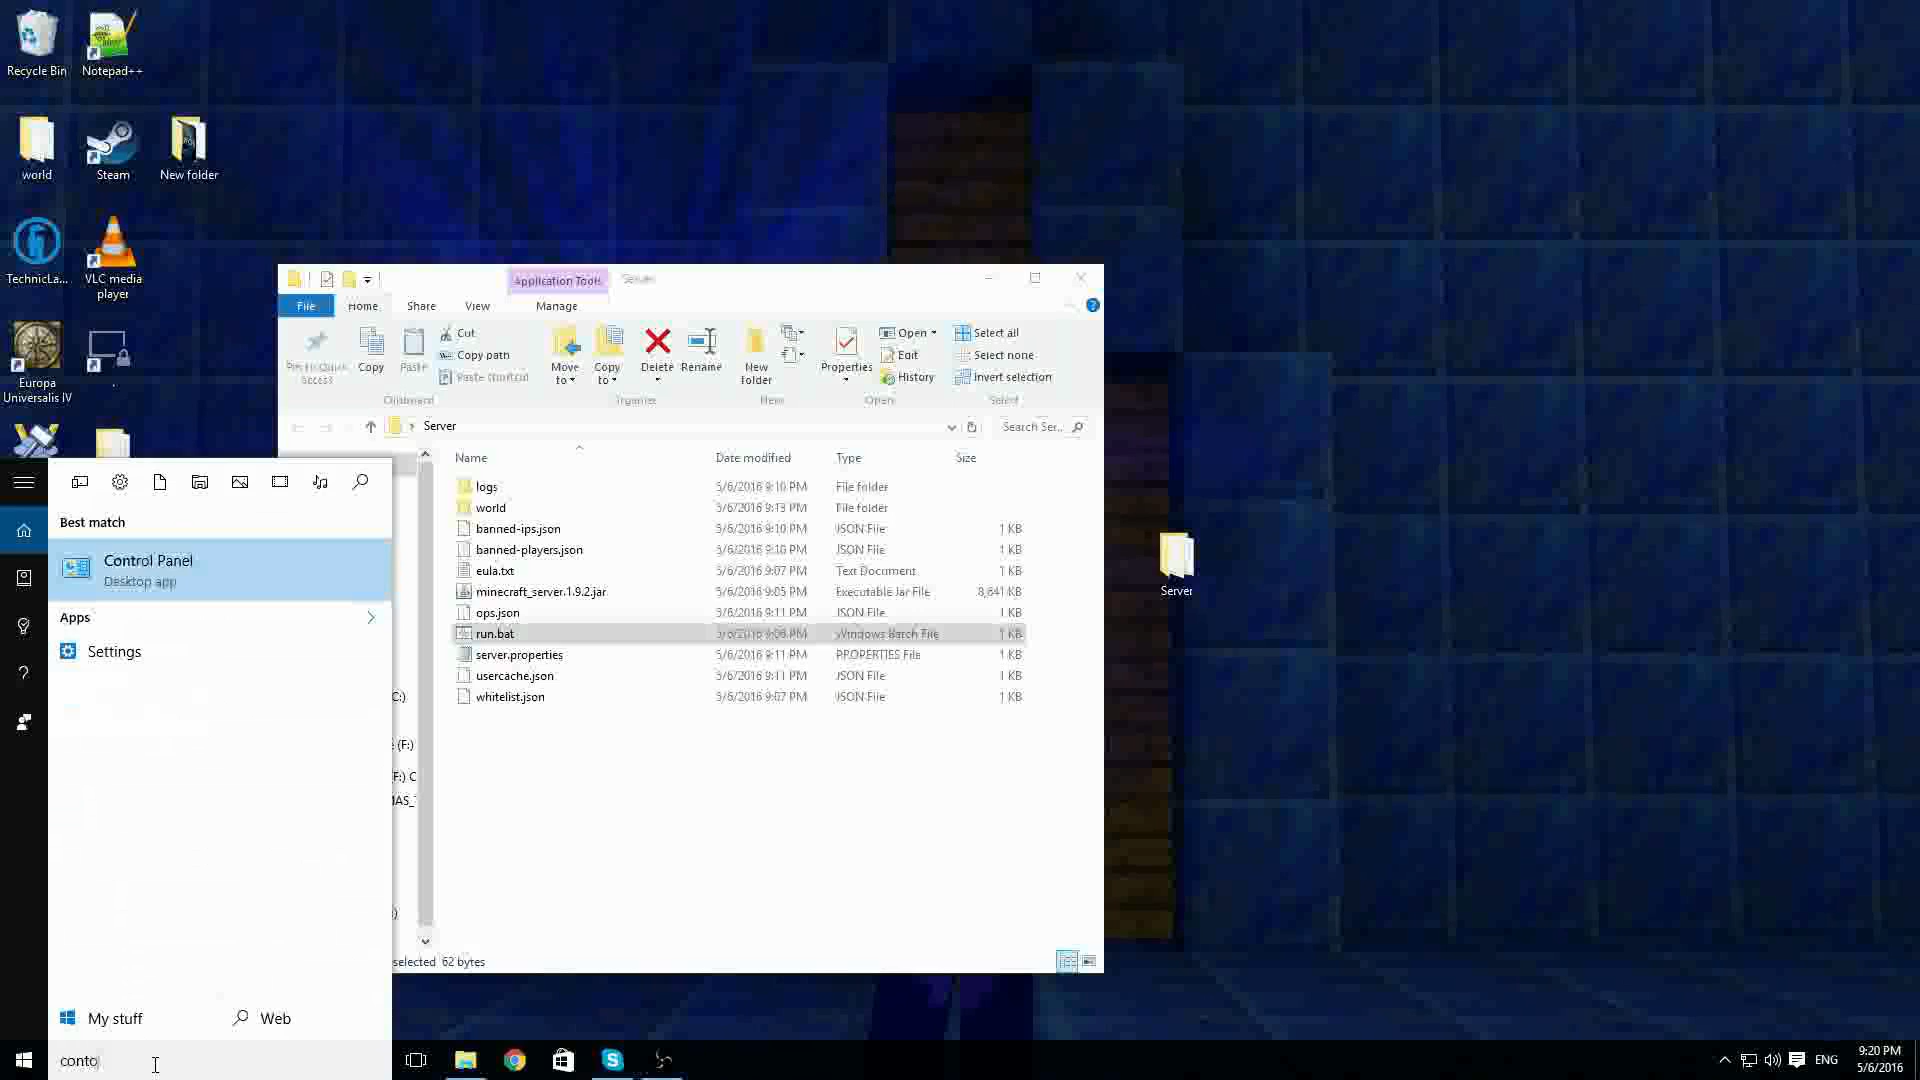 Recycle Bin
Notepad++
world
Steam
New folder
TechnicLa...
VLC media
player
Europa
Universalis IV
.
Application Tools
Server
File
Home
Share
View
Manage
Pin to Quick
access
Copy
Paste
Cut
Copy path
Paste shortcut
Move
to
Copy
to
Delete
Rename
New
folder
Properties
Open
Edit
History
Select all
Select none
Invert selection
Clipboard
Organize
New
Open
Select
Server
Search Ser...
Name
Date modified
Type
Size
logs 5/6/2016 9:10 PM File folder
world 5/6/2016 9:13 PM File folder
banned-ips.json 5/6/2016 9:10 PM JSON File 1 KB
banned-players.json 5/6/2016 9:10 PM JSON File 1 KB
eula.txt 5/6/2016 9:07 PM Text Document 1 KB
minecraft_server.1.9.2.jar 5/6/2016 9:05 PM Executable Jar File 8,641 KB
ops.json 5/6/2016 9:11 PM JSON File 1 KB
run.bat 5/6/2016 PM Windows Batch File 1 KB
server.properties 5/6/2016 9:11 PM PROPERTIES File 1 KB
usercache.json 5/6/2016 9:11 PM JSON File 1 KB
whitelist.json 5/6/2016 9:07 PM JSON File 1 KB
C:)
(F:)
F:) C
selected 62 bytes
Server
Best match
Control Panel
Desktop app
Apps
Settings
My stuff
Web
conto
ENG
9:20 PM
5/6/2016